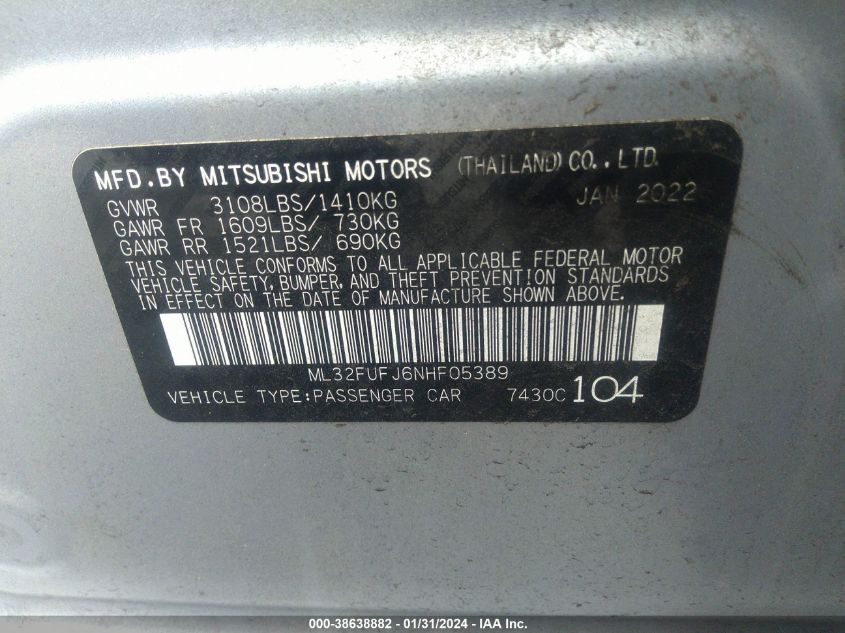 MFD.BY MITSUBISHI MOTORS (THAILAND) CO.,LTD.
GVWR 3108LBS/1410KG JAN 2022
GAWR FR 1609LBS/ 730KG
GAWR RR 1521LBS/ 690KG
THIS VEHICLE CONFORMS TO ALL APPLICABLE FEDERAL MOTOR
VEHICLE SAFETY, BUMPER, AND THEFT PREVENTION STANDARDS
IN EFFECT ON THE DATE OF MANUFACTURE SHOWN ABOVE.
ML32FUFJ6NHF05389
VEHICLE TYPE:PASSENGER CAR 7430C 104
000-38638882 - 01/31/2024 - IAA Inc.